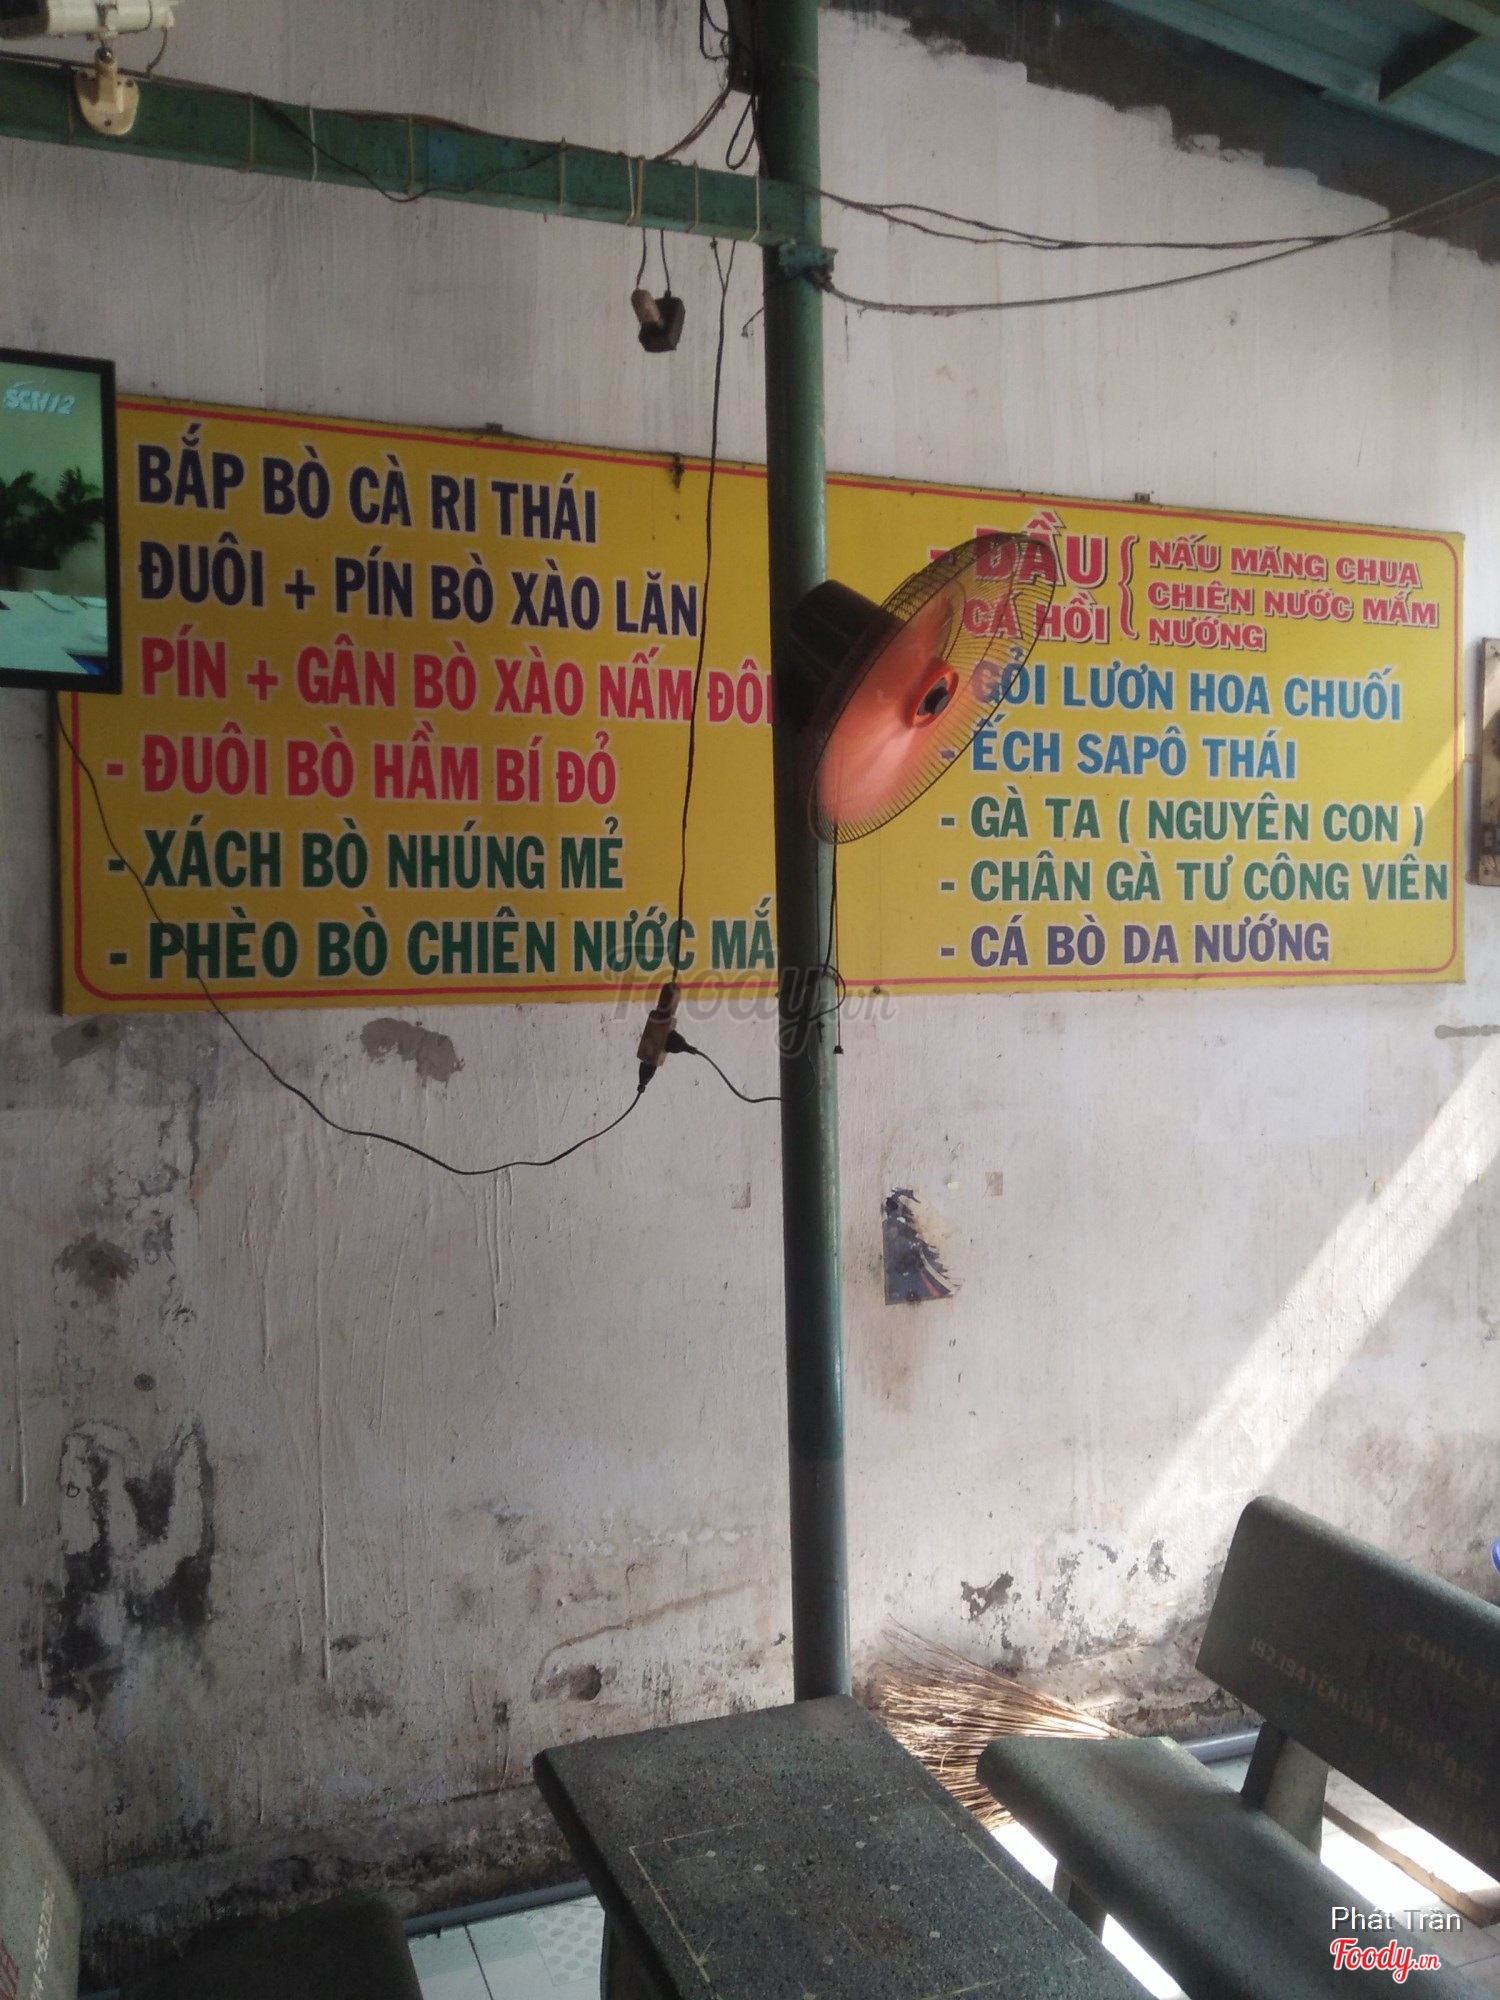 SCTV12
BẮP BÒ CÀ RI THÁI
ĐUÔI + PÍN BÒ XÀO LĂN
PÍN + GÂN BÒ XÀO NẤM
- ĐUÔI BÒ HẦM BÍ ĐỎ
- XÁCH BÒ NHÚNG MẺ
- PHÈO BÒ CHIÊN NƯỚC
- ĐẦU CÁ HỒI
NẤU MĂNG CHUA
CHIÊN NƯỚC MẮM
NƯỚNG
GỎI LƯƠN HOA CHUỐI
- ẾCH SAPÔ THÁI
- GÀ TA ( NGUYÊN CON )
- CHÂN GÀ TƯ CÔNG VIÊN
- CÁ BÒ DA NƯỚNG
Foody.vn
Phát Trần
Foody.vn